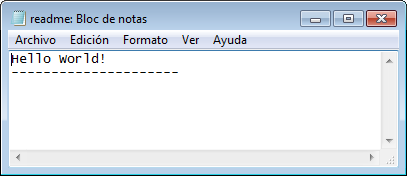 readme: Bloc de notas
Archivo Edición Formato Ver Ayuda
Hello World!
---------------------